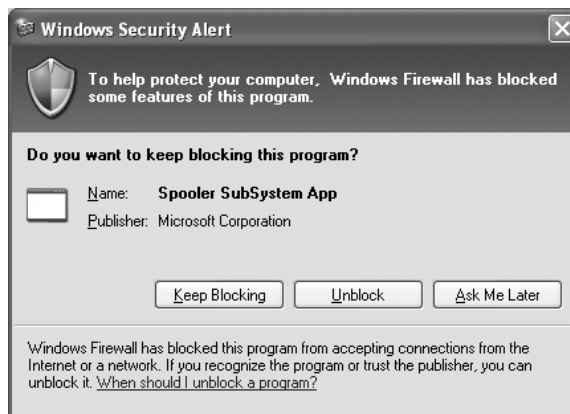 Windows Security Alert
To help protect your computer, Windows Firewall has blocked
some features of this program.
Do you want to keep blocking this program?
Name: Spooler SubSystem App
Publisher: Microsoft Corporation
Keep Blocking Unblock Ask Me Later
Windows Firewall has blocked this program from accepting connections from the
Internet or a network. If you recognize the program or trust the publisher, you can
unblock it. When should I unblock a program?